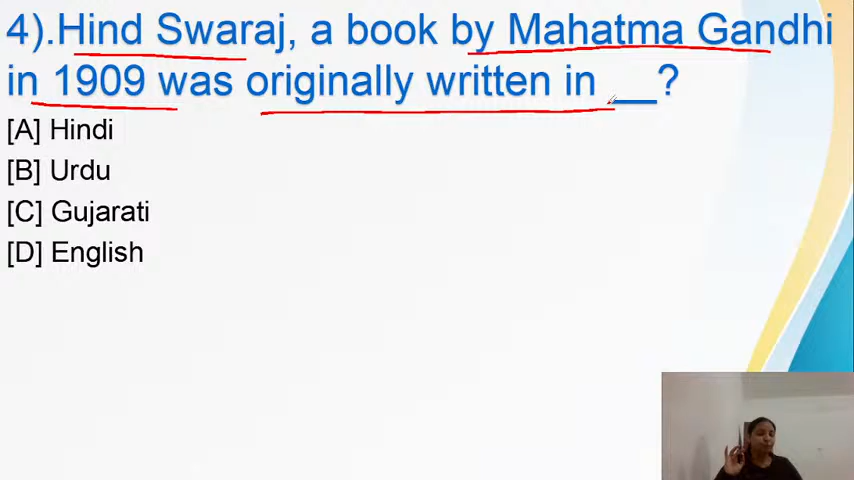 4).Hind Swaraj, a book by Mahatma Gandhi
in 1909 was originally written in __?
[A] Hindi
[B] Urdu
[C] Gujarati
[D] English